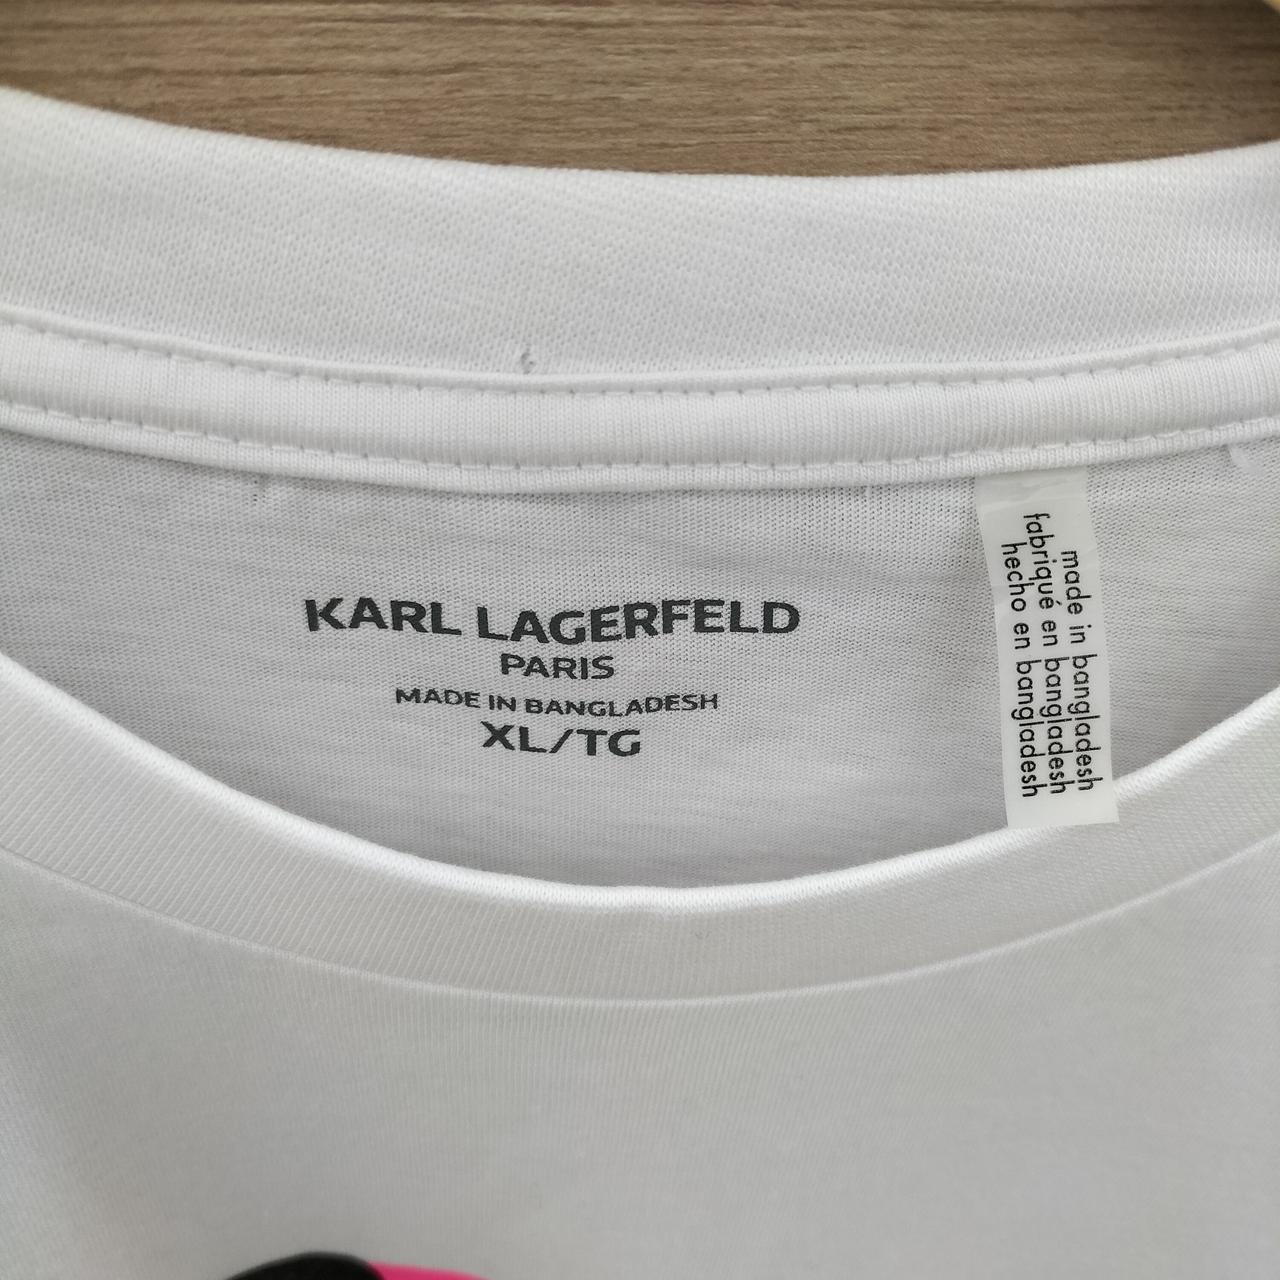 KARL LAGERFELD
PARIS
MADE IN BANGLADESH
XL/TG
made in bangladesh
fabriqué en bangladesh
hecho en bangladesh